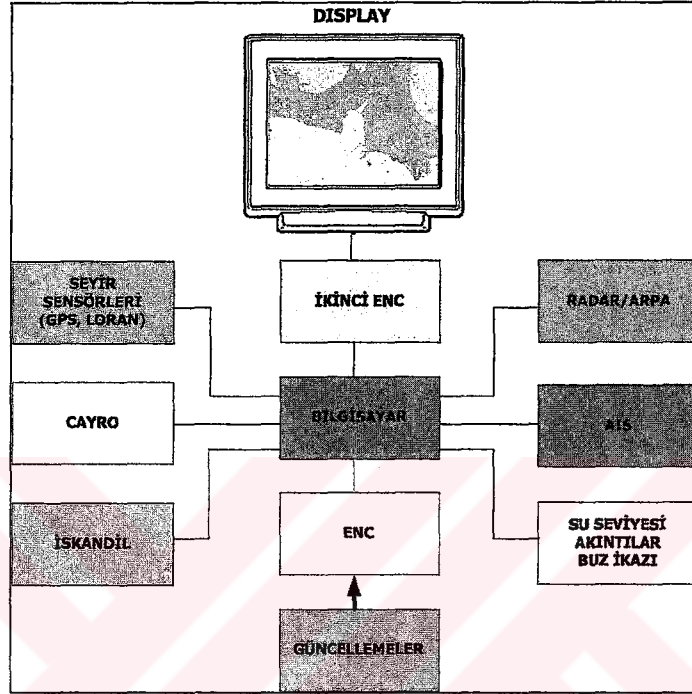 DISPLAY
SEYİR
SENSÖRLERİ
(GPS, LORAN)
İKİNCİ ENC
RADAR/ARPA
CAYRO
BİLGİSAYAR
AIS
İSKANDİL
ENC
SU SEVİYESİ
AKINTILAR
BUZ İKAZI
GÜNCELLEMELER